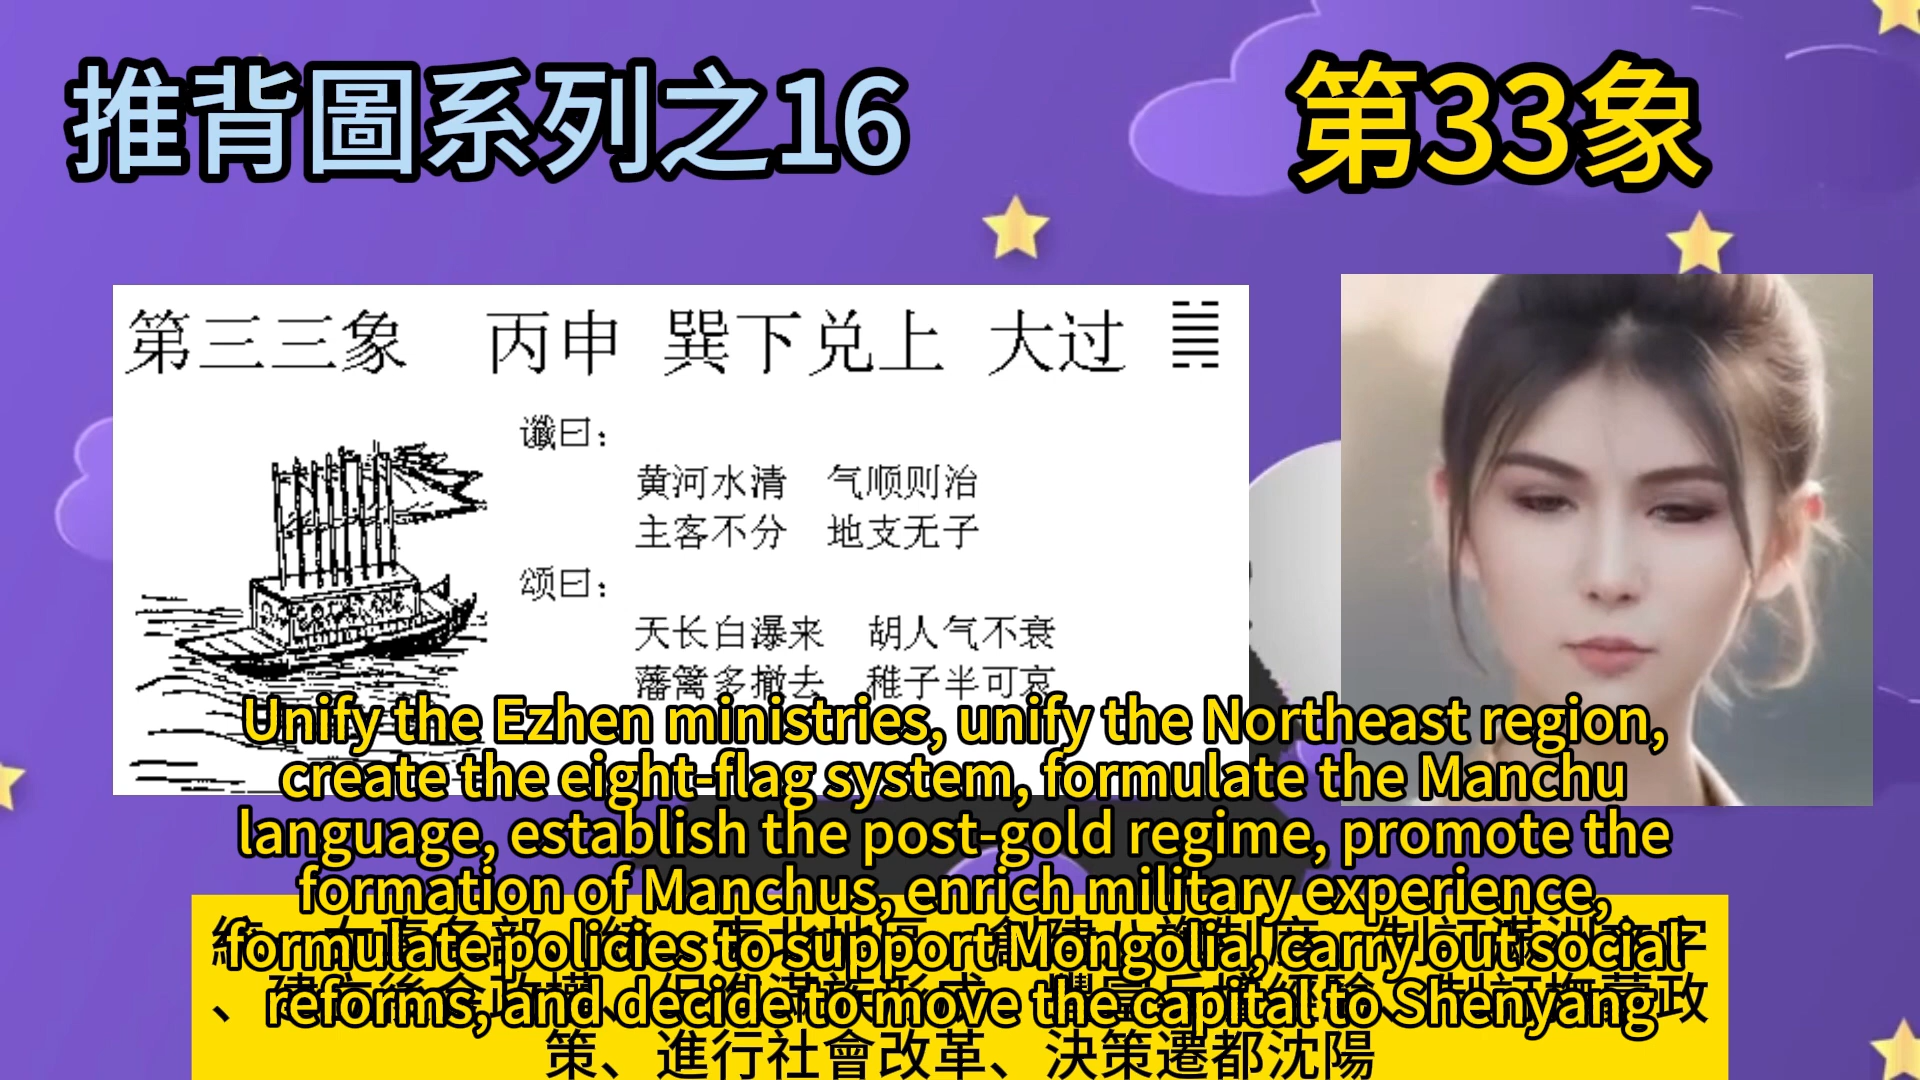 推背圖系列之16
第33象
第三三象 丙申 巽下兑上 大过
谶曰：
黄河水清 气顺则治
主客不分 地支无子
颂曰：
天长白瀑来 胡人气不衰
藩篱多撤去 稚子半可哀
Unify the Ezhen ministries, unify the Northeast region,
create the eight-flag system, formulate the Manchu
language, establish the post-gold regime, promote the
formation of Manchus, enrich military experience,
formulate policies to support Mongolia, carry out social
reforms, and decide to move the capital to Shenyang
策、進行社會改革、決策遷都沈陽